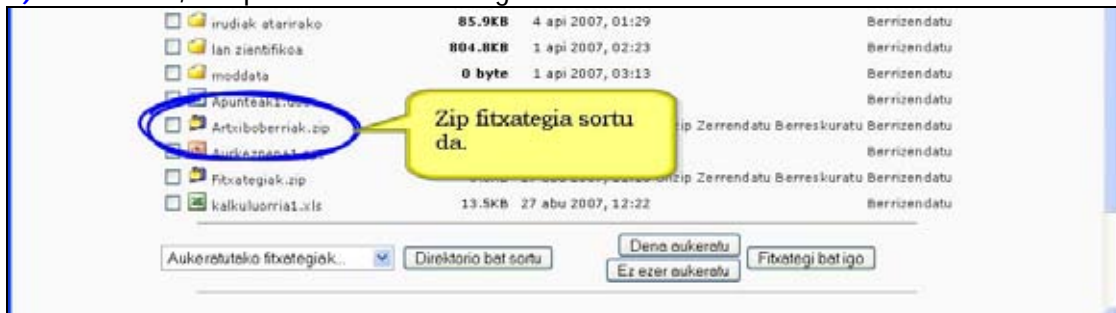 irudiak atarirako 85.9KB 4 api 2007, 01:29 Berrizendatu
lan zientifikoa 804.8KB 1 api 2007, 02:23 Berrizendatu
moddata 0 byte 1 api 2007, 03:13 Berrizendatu
Apunteak1 Berrizendatu
Artxiboberriak.zip Zerrendatu Berreskuratu Berrizendatu
Zip fitxategia sortu
da.
Berrizendatu
Fitxategiak.zip Zerrendatu Berreskuratu Berrizendatu
kalkuluorria1.xls 13.5KB 27 abu 2007, 12:22 Berrizendatu
Aukeratutako fitxategiak... Direktorio bat sortu Dena aukeratu Fitxategi bat igo
Ez ezer aukeratu